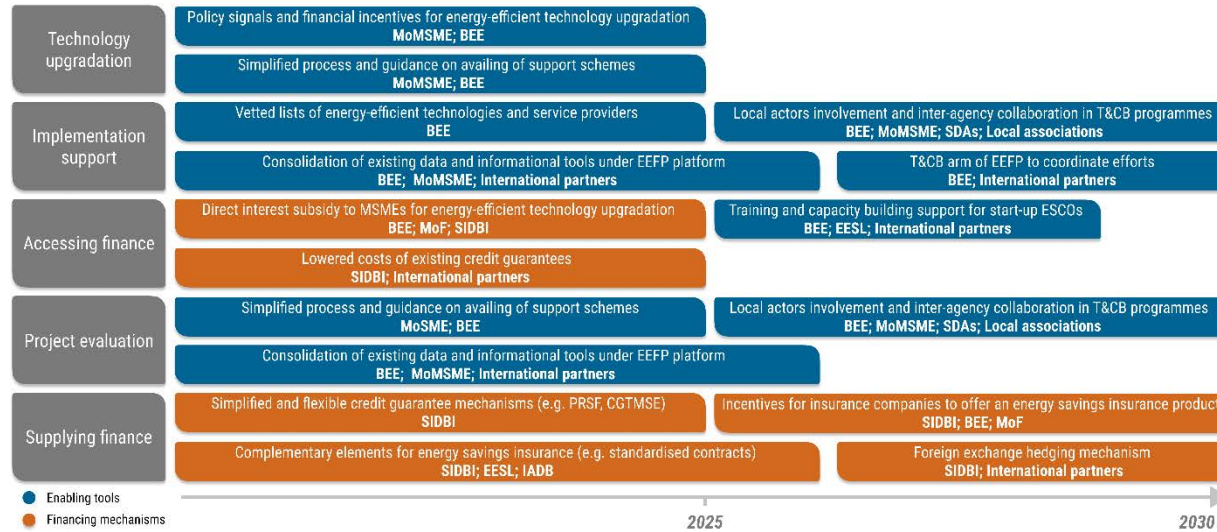 Technology
upgradation
Policy signals and financial incentives for energy-efficient technology upgradation
MoMSME; BEE
Simplified process and guidance on availing of support schemes
MoMSME; BEE
Implementation
support
Vetted lists of energy-efficient technologies and service providers
BEE
Local actors involvement and inter-agency collaboration in T&CB programmes
BEE; MoMSME; SDAs; Local associations
Consolidation of existing data and informational tools under EEFP platform
BEE; MoMSME; International partners
T&CB arm of EEFP to coordinate efforts
BEE; International partners
Accessing finance
Direct interest subsidy to MSMEs for energy-efficient technology upgradation
BEE; MoF; SIDBI
Training and capacity building support for start-up ESCOs
BEE; EESL; International partners
Lowered costs of existing credit guarantees
SIDBI; International partners
Project evaluation
Simplified process and guidance on availing of support schemes
MoSME; BEE
Local actors involvement and inter-agency collaboration in T&CB programmes
BEE; MoMSME; SDAs; Local associations
Consolidation of existing data and informational tools under EEFP platform
BEE; MoMSME; International partners
Supplying finance
Simplified and flexible credit guarantee mechanisms (e.g. PRSF, CGTMSE)
SIDBI
Incentives for insurance companies to offer an energy savings insurance product
SIDBI; BEE; MoF
Complementary elements for energy savings insurance (e.g. standardised contracts)
SIDBI; EESL; IADB
Foreign exchange hedging mechanism
SIDBI; International partners
Enabling tools
Financing mechanisms
2025
2030